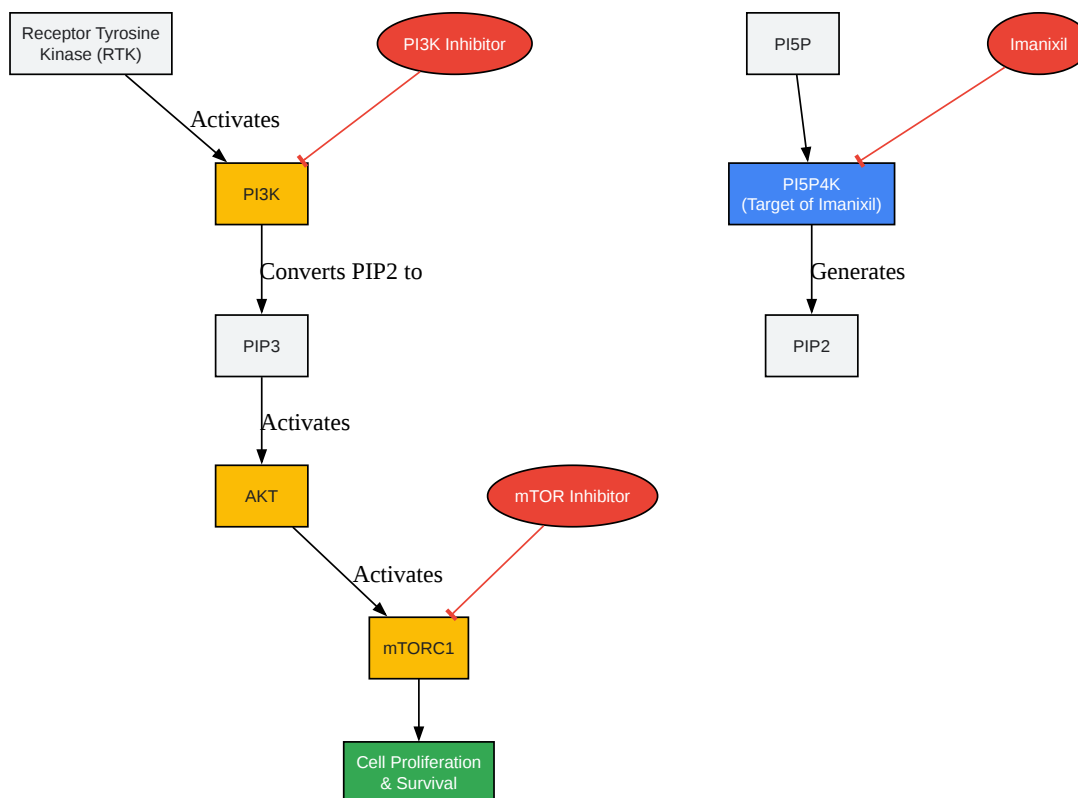 Receptor Tyrosine
Kinase (RTK)
PI3K Inhibitor
PI5P
Imanixil
Activates
PI3K
PI5P4K
(Target of Imanixil)
Converts PIP2 to
Generates
PIP3
PIP2
Activates
AKT
mTOR Inhibitor
Activates
mTORC1
Cell Proliferation
& Survival